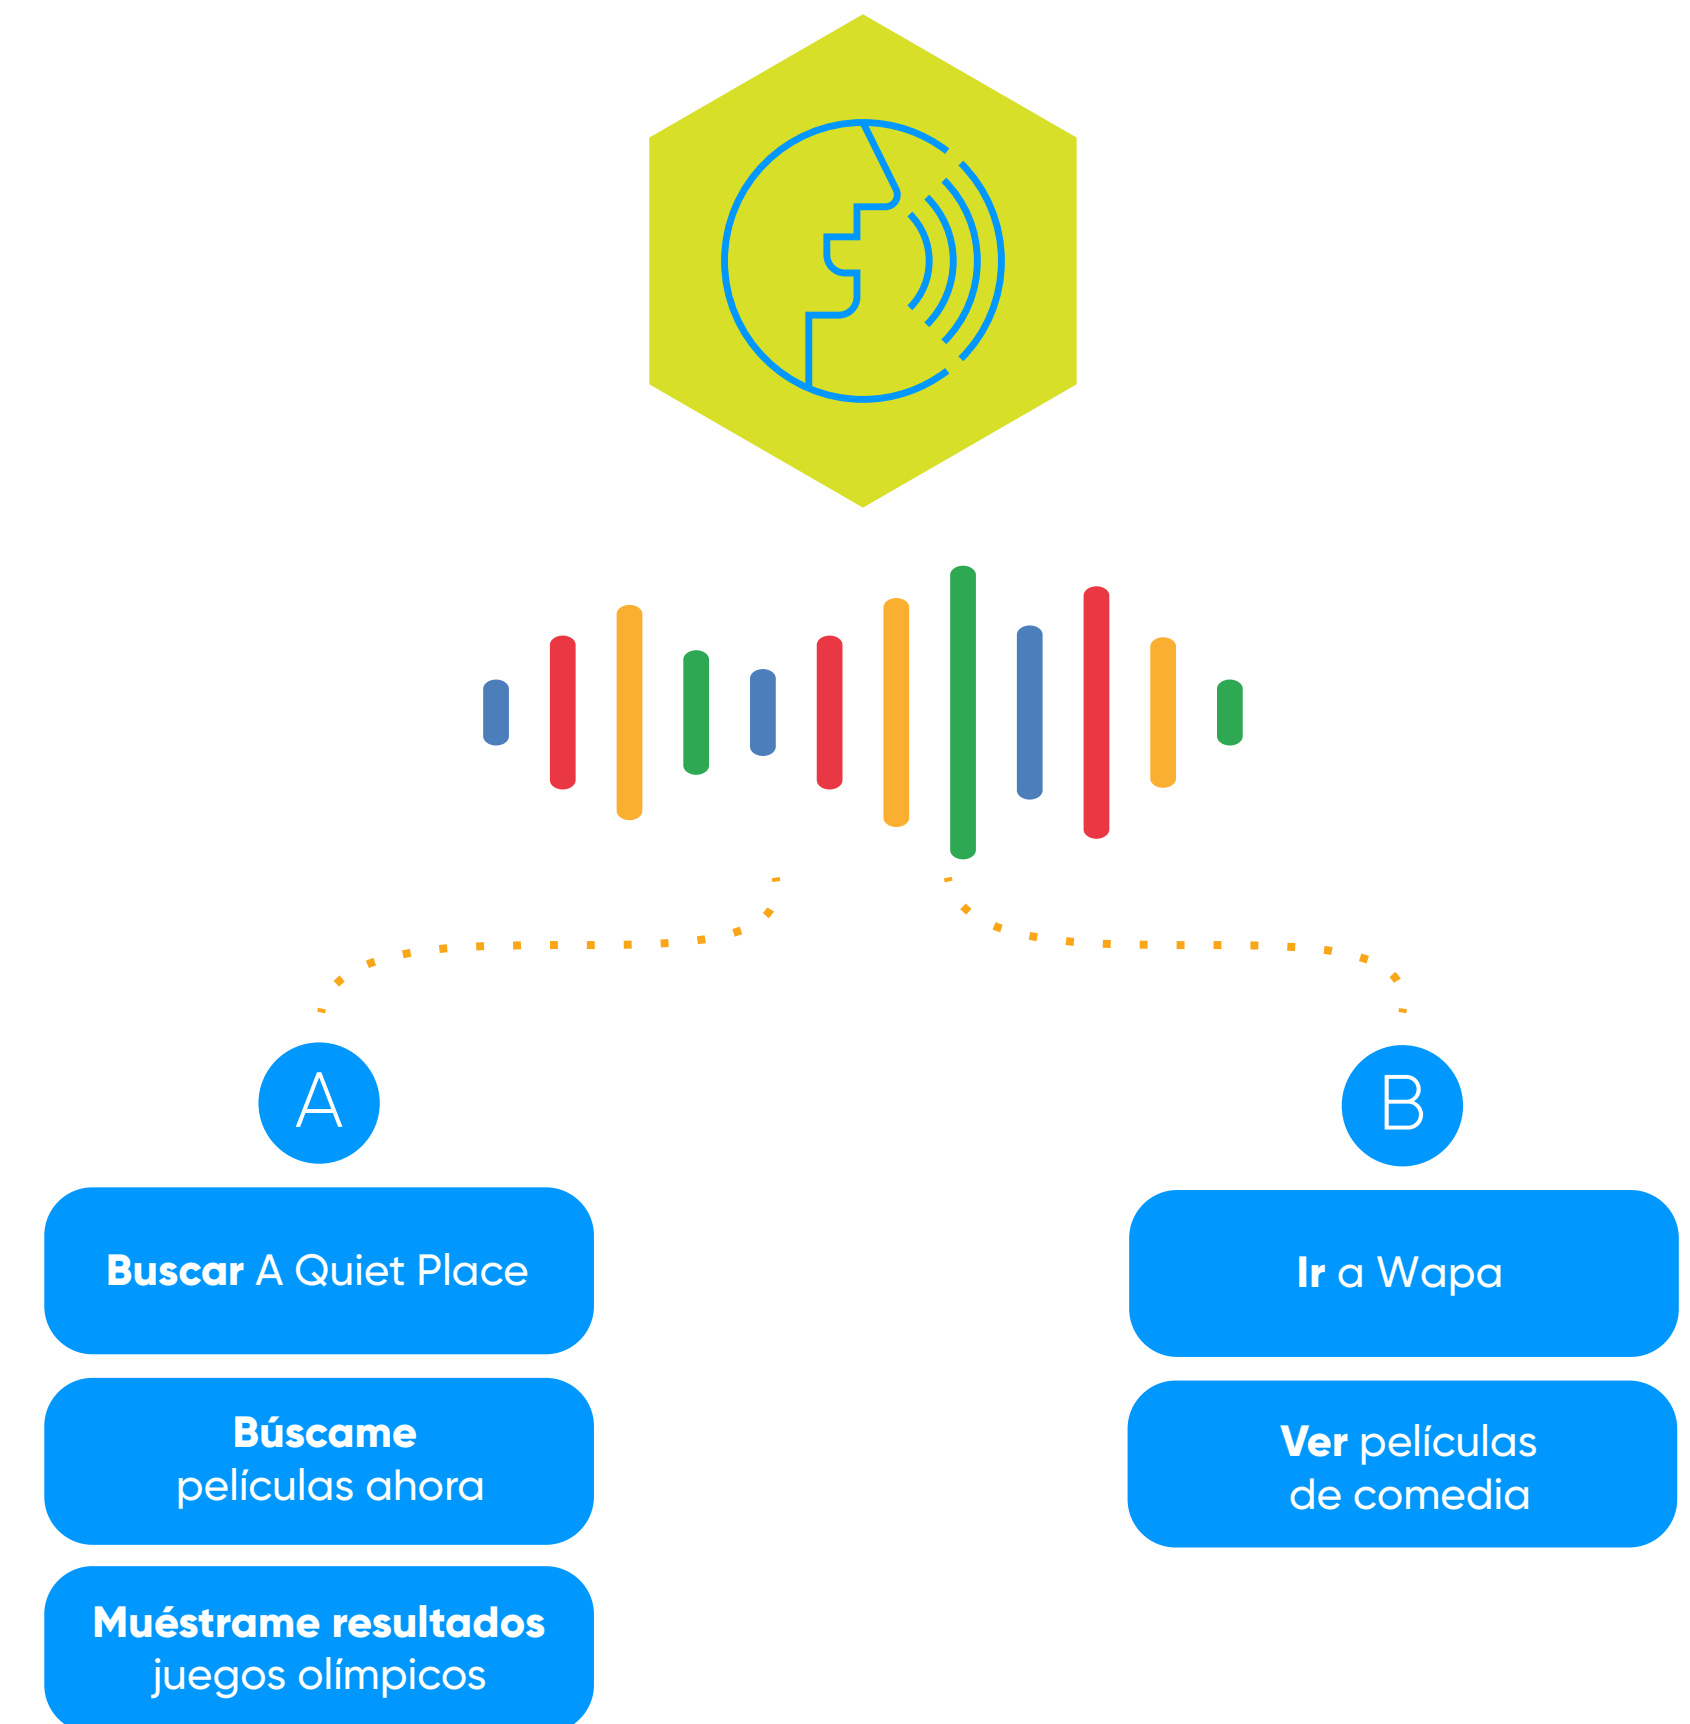 A
Buscar A Quiet Place
Búscame
películas ahora
Muéstrame resultados
juegos olímpicos
B
Ir a Wapa
Ver películas
de comedia